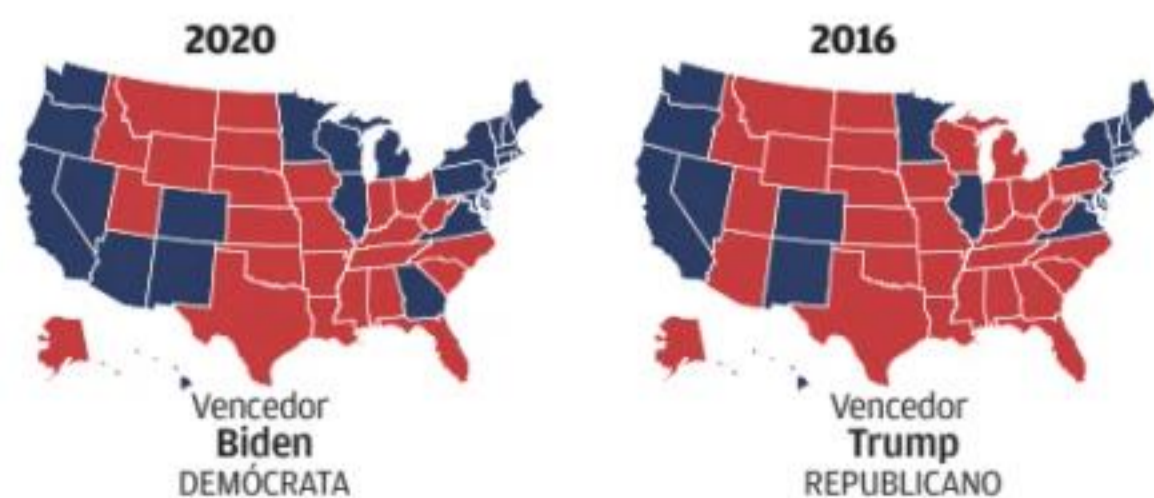 2020
Vencedor
Biden
DEMÓCRATA
2016
Vencedor
Trump
REPUBLICANO